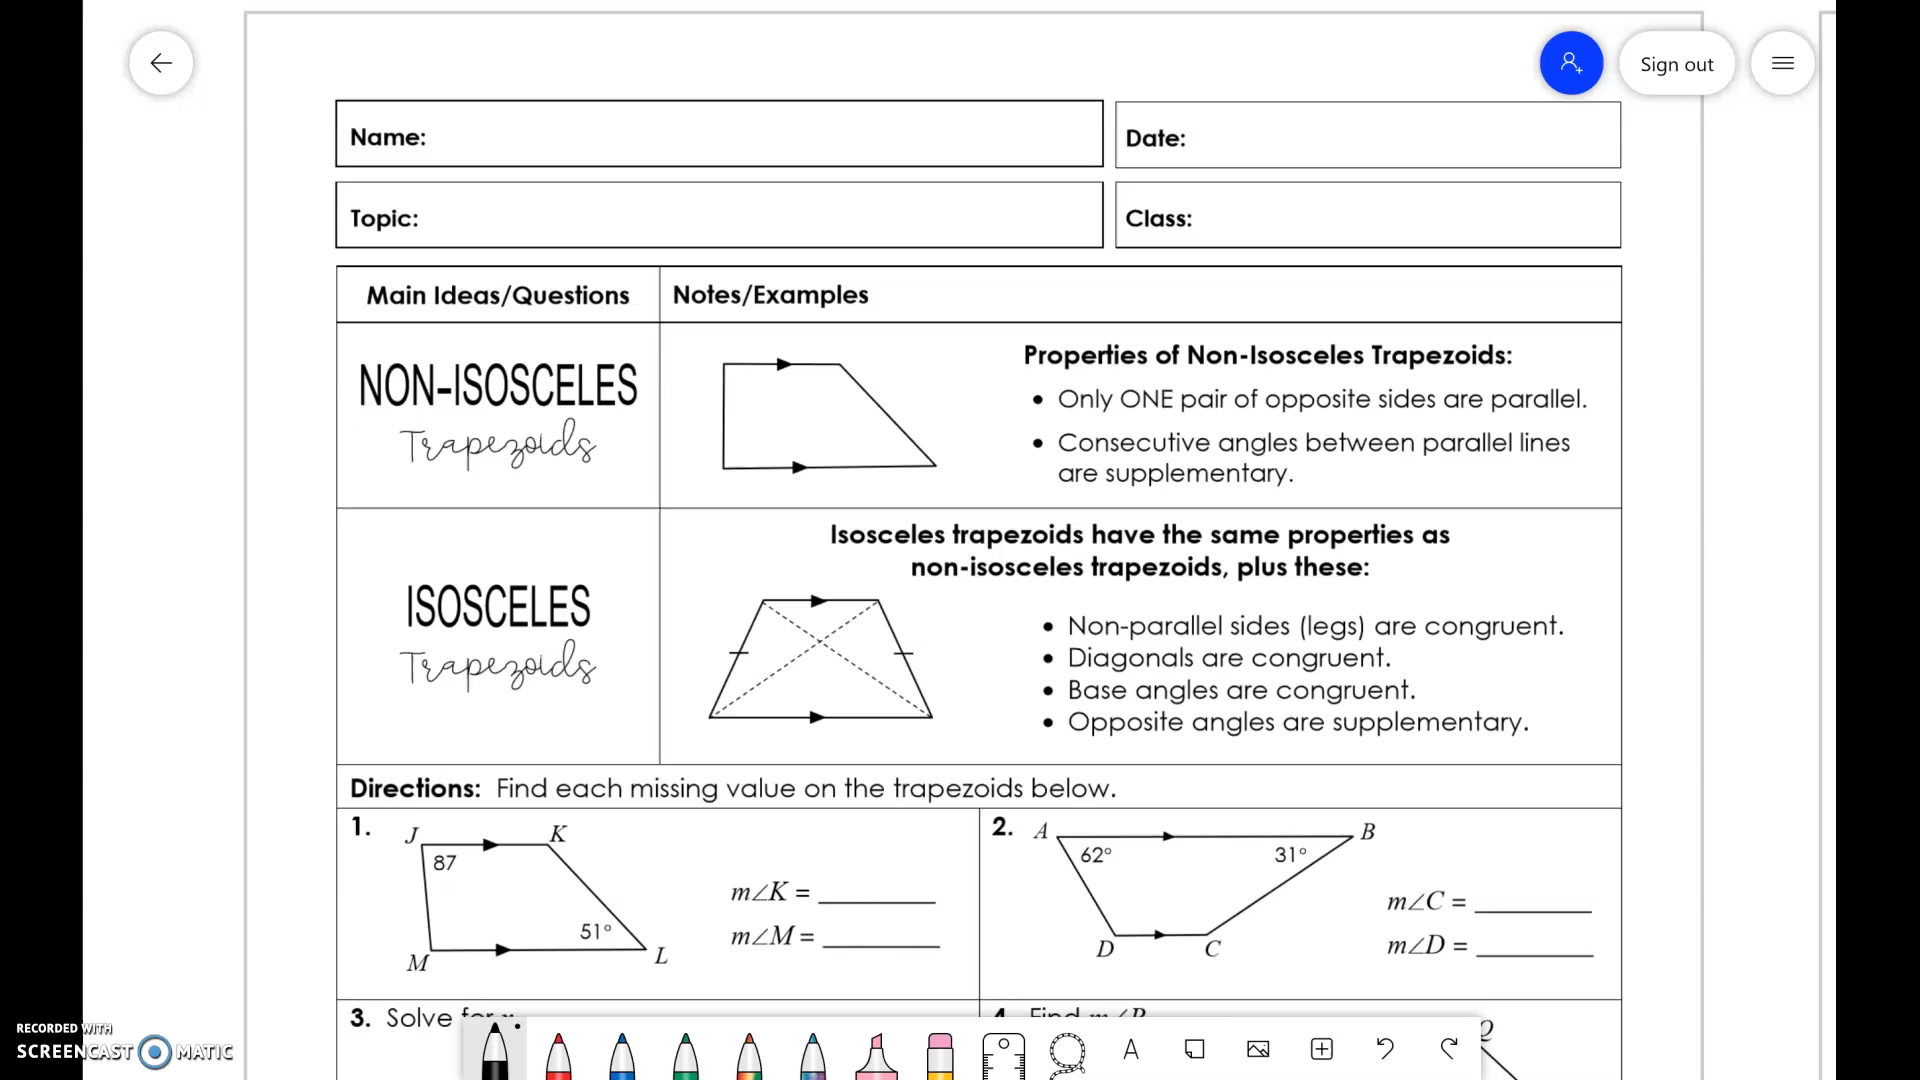 Sign out
Name:
Date:
Topic:
Class:
Main Ideas/Questions
Notes/Examples
NON-ISOSCELES
Trapezoids
Properties of Non-Isosceles Trapezoids:
• Only ONE pair of opposite sides are parallel.
• Consecutive angles between parallel lines
are supplementary.
ISOSCELES
Trapezoids
Isosceles trapezoids have the same properties as
non-isosceles trapezoids, plus these:
• Non-parallel sides (legs) are congruent.
• Diagonals are congruent.
• Base angles are congruent.
• Opposite angles are supplementary.
Directions: Find each missing value on the trapezoids below.
1.
J
K
87
51°
M
L
m∠K = ________
m∠M = ________
2.
A
B
62°
31°
D
C
m∠C = ________
m∠D = ________
3. Solve for
4. Find m∠
Q
A
RECORDED WITH
SCREENCAST MATIC